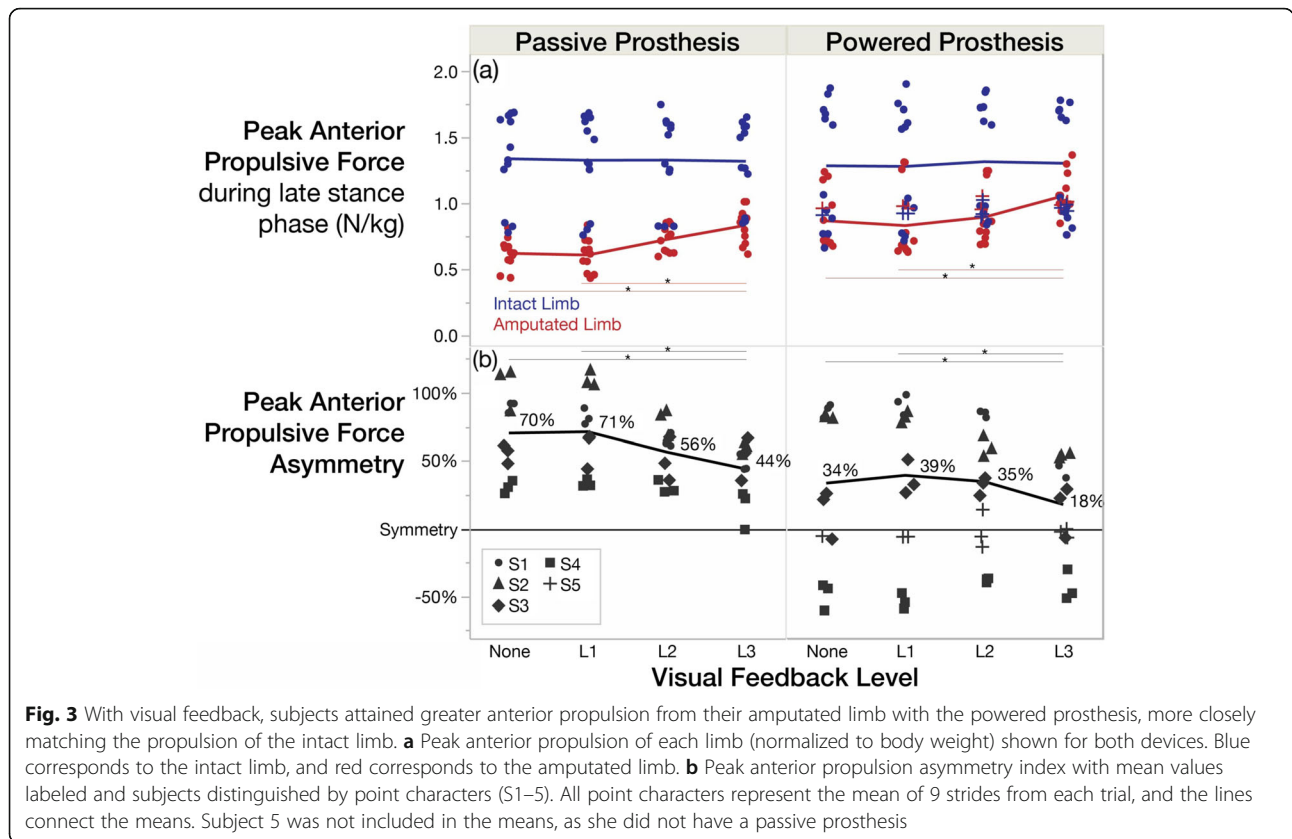 Passive Prosthesis Powered Prosthesis
(a)
2.0
1.5
1.0
0.5
0.0
Peak Anterior
Propulsive Force
during late stance
phase (N/kg)
*
*
*
*
Intact Limb
Amputated Limb
(b)
*
*
*
*
100%
50%
Symmetry
-50%
Peak Anterior
Propulsive Force
Asymmetry
70% 71% 56% 44% 34% 39% 35% 18%
S1 S4
S2 S5
S3
None L1 L2 L3 None L1 L2 L3
Visual Feedback Level
Fig. 3 With visual feedback, subjects attained greater anterior propulsion from their amputated limb with the powered prosthesis, more closely
matching the propulsion of the intact limb. a Peak anterior propulsion of each limb (normalized to body weight) shown for both devices. Blue
corresponds to the intact limb, and red corresponds to the amputated limb. b Peak anterior propulsion asymmetry index with mean values
labeled and subjects distinguished by point characters (S1–5). All point characters represent the mean of 9 strides from each trial, and the lines
connect the means. Subject 5 was not included in the means, as she did not have a passive prosthesis